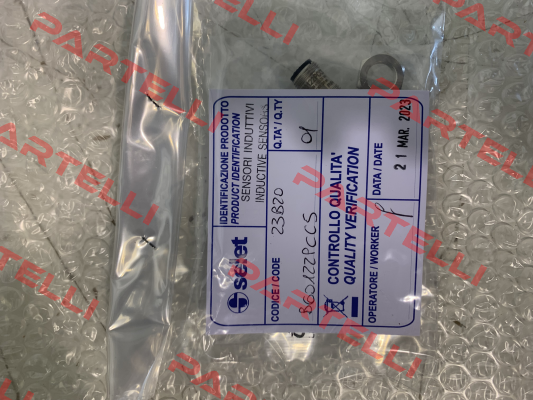 selet
IDENTIFICAZIONE PRODOTTO
PRODUCT IDENTIFICATION
SENSORI INDUTTIVI
INDUCTIVE SENSORS
CODICE / CODE
23B20
Q.TA' / Q.TY
01
B60122PCCS
CONTROLLO QUALITA'
QUALITY VERIFICATION
OPERATORE / WORKER
DATA / DATE
21 MAR. 2023
PARTELLI
PARTELLI
PARTELLI
PARTELLI
PARTELLI